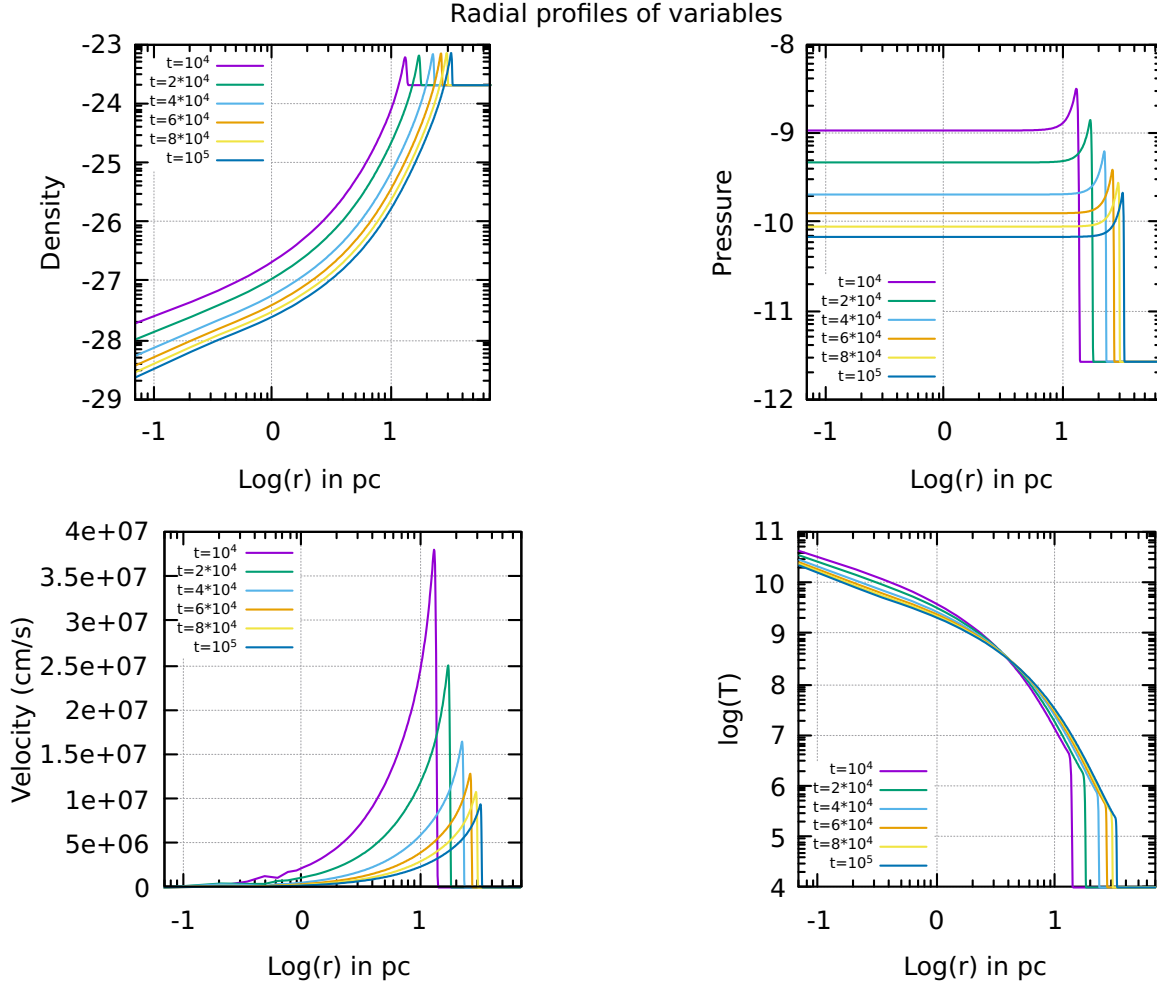 Radial profiles of variables
-23
-24
-25
-26
-27
-28
-29
Density
t=10⁴
t=2*10⁴
t=4*10⁴
t=6*10⁴
t=8*10⁴
t=10⁵
-1 0 1
Log(r) in pc
-8
-9
-10
-11
-12
Pressure
t=10⁴
t=2*10⁴
t=4*10⁴
t=6*10⁴
t=8*10⁴
t=10⁵
-1 0 1
Log(r) in pc
4e+07
3.5e+07
3e+07
2.5e+07
2e+07
1.5e+07
1e+07
5e+06
0
Velocity (cm/s)
t=10⁴
t=2*10⁴
t=4*10⁴
t=6*10⁴
t=8*10⁴
t=10⁵
-1 0 1
Log(r) in pc
11
10
9
8
7
6
5
4
log(T)
t=10⁴
t=2*10⁴
t=4*10⁴
t=6*10⁴
t=8*10⁴
t=10⁵
-1 0 1
Log(r) in pc